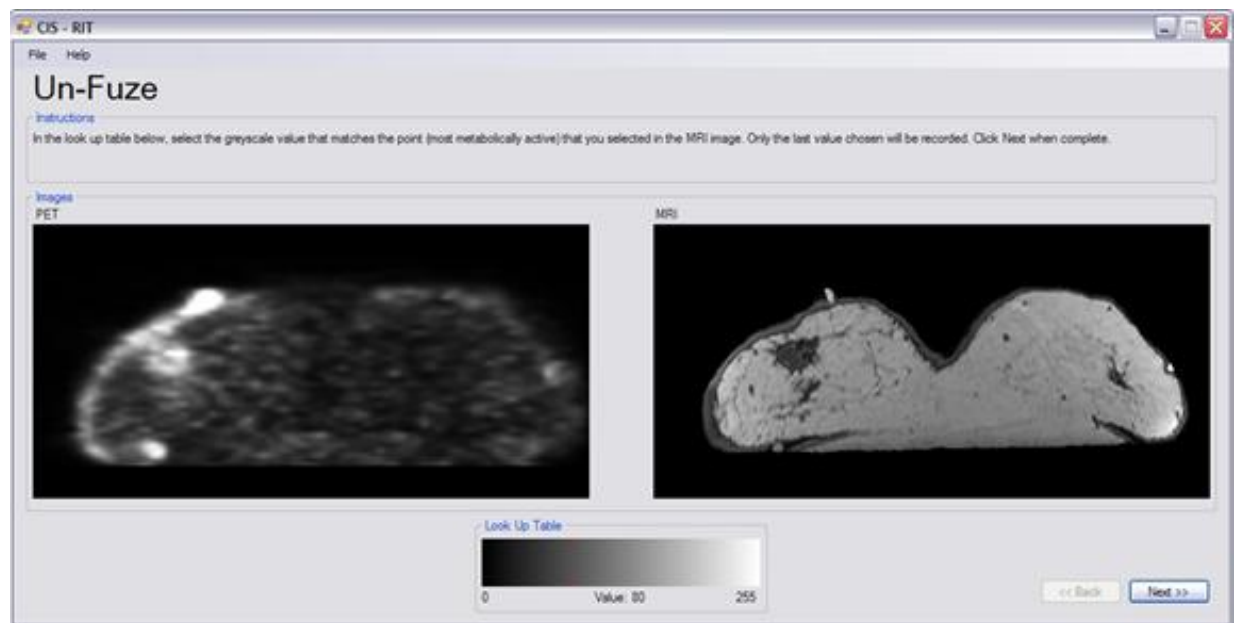 CIS - RIT
File Help
Un-Fuze
Instructions
In the look up table below, select the greyscale value that matches the point (most metabolically active) that you selected in the MRI image. Only the last value chosen will be recorded. Click Next when complete.
Images
PET MRI
Look Up Table
0 Value: 80 255
<< Back Next >>